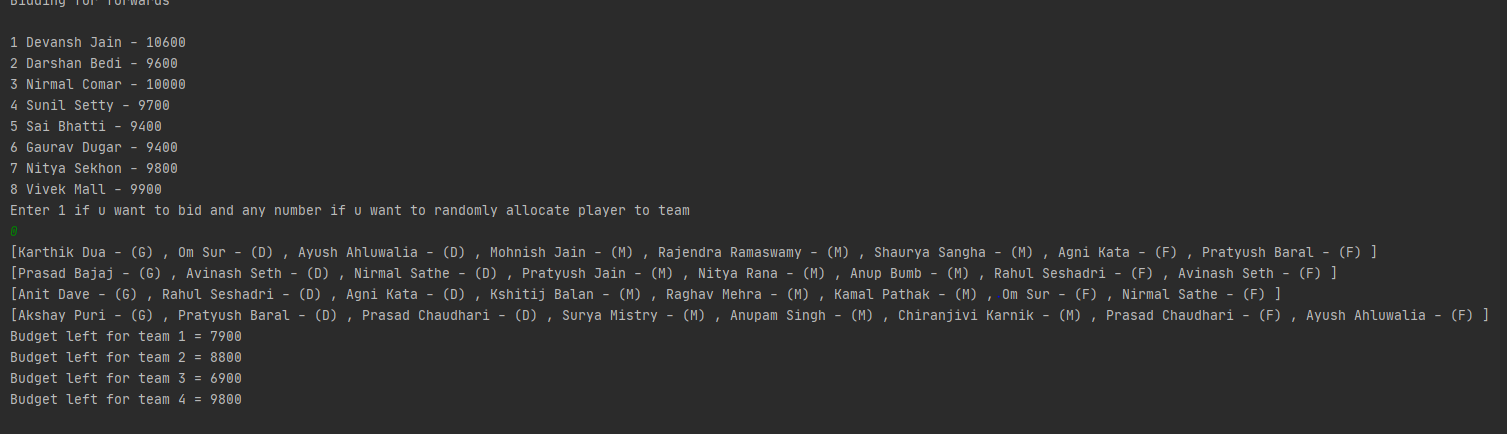 Bidding for forwards
1 Devansh Jain - 10600
2 Darshan Bedi - 9600
3 Nirmal Comar - 10000
4 Sunil Setty - 9700
5 Sai Bhatti - 9400
6 Gaurav Dugar - 9400
7 Nitya Sekhon - 9800
8 Vivek Mall - 9900
Enter 1 if u want to bid and any number if u want to randomly allocate player to team
0
[Karthik Dua - (G) , Om Sur - (D) , Ayush Ahluwalia - (D) , Mohnish Jain - (M) , Rajendra Ramaswamy - (M) , Shaurya Sangha - (M) , Agni Kata - (F) , Pratyush Baral - (F) ]
[Prasad Bajaj - (G) , Avinash Seth - (D) , Nirmal Sathe - (D) , Pratyush Jain - (M) , Nitya Rana - (M) , Anup Bumb - (M) , Rahul Seshadri - (F) , Avinash Seth - (F) ]
[Anit Dave - (G) , Rahul Seshadri - (D) , Agni Kata - (D) , Kshitij Balan - (M) , Raghav Mehra - (M) , Kamal Pathak - (M) , Om Sur - (F) , Nirmal Sathe - (F) ]
[Akshay Puri - (G) , Pratyush Baral - (D) , Prasad Chaudhari - (D) , Surya Mistry - (M) , Anupam Singh - (M) , Chiranjivi Karnik - (M) , Prasad Chaudhari - (F) , Ayush Ahluwalia - (F) ]
Budget left for team 1 = 7900
Budget left for team 2 = 8800
Budget left for team 3 = 6900
Budget left for team 4 = 9800